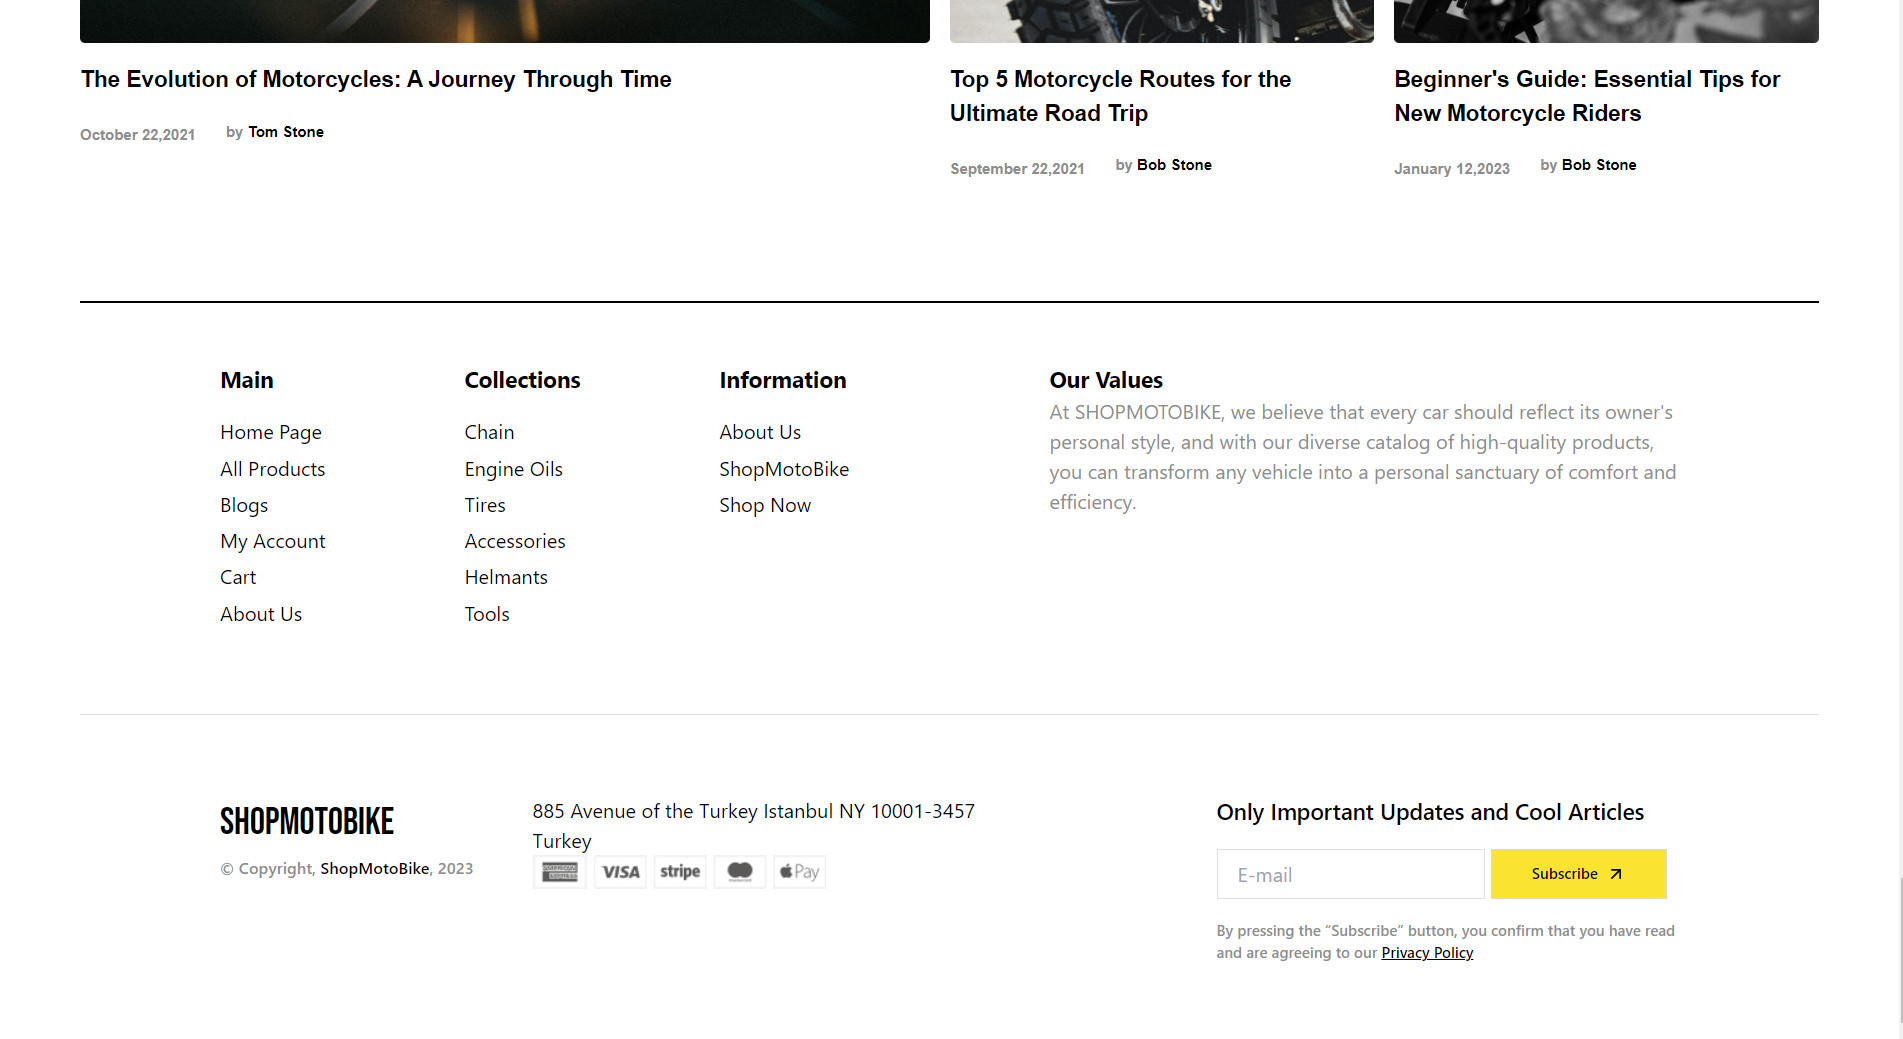 The Evolution of Motorcycles: A Journey Through Time
October 22,2021 by Tom Stone
Top 5 Motorcycle Routes for the
Ultimate Road Trip
September 22,2021 by Bob Stone
Beginner's Guide: Essential Tips for
New Motorcycle Riders
January 12,2023 by Bob Stone
Main
Home Page
All Products
Blogs
My Account
Cart
About Us
Collections
Chain
Engine Oils
Tires
Accessories
Helmants
Tools
Information
About Us
ShopMotoBike
Shop Now
Our Values
At SHOPMOTOBIKE, we believe that every car should reflect its owner's
personal style, and with our diverse catalog of high-quality products,
you can transform any vehicle into a personal sanctuary of comfort and
efficiency.
SHOPMOTOBIKE
© Copyright, ShopMotoBike, 2023
885 Avenue of the Turkey Istanbul NY 10001-3457
Turkey
VISA stripe Pay
Only Important Updates and Cool Articles
E-mail
Subscribe
By pressing the “Subscribe” button, you confirm that you have read
and are agreeing to our Privacy Policy